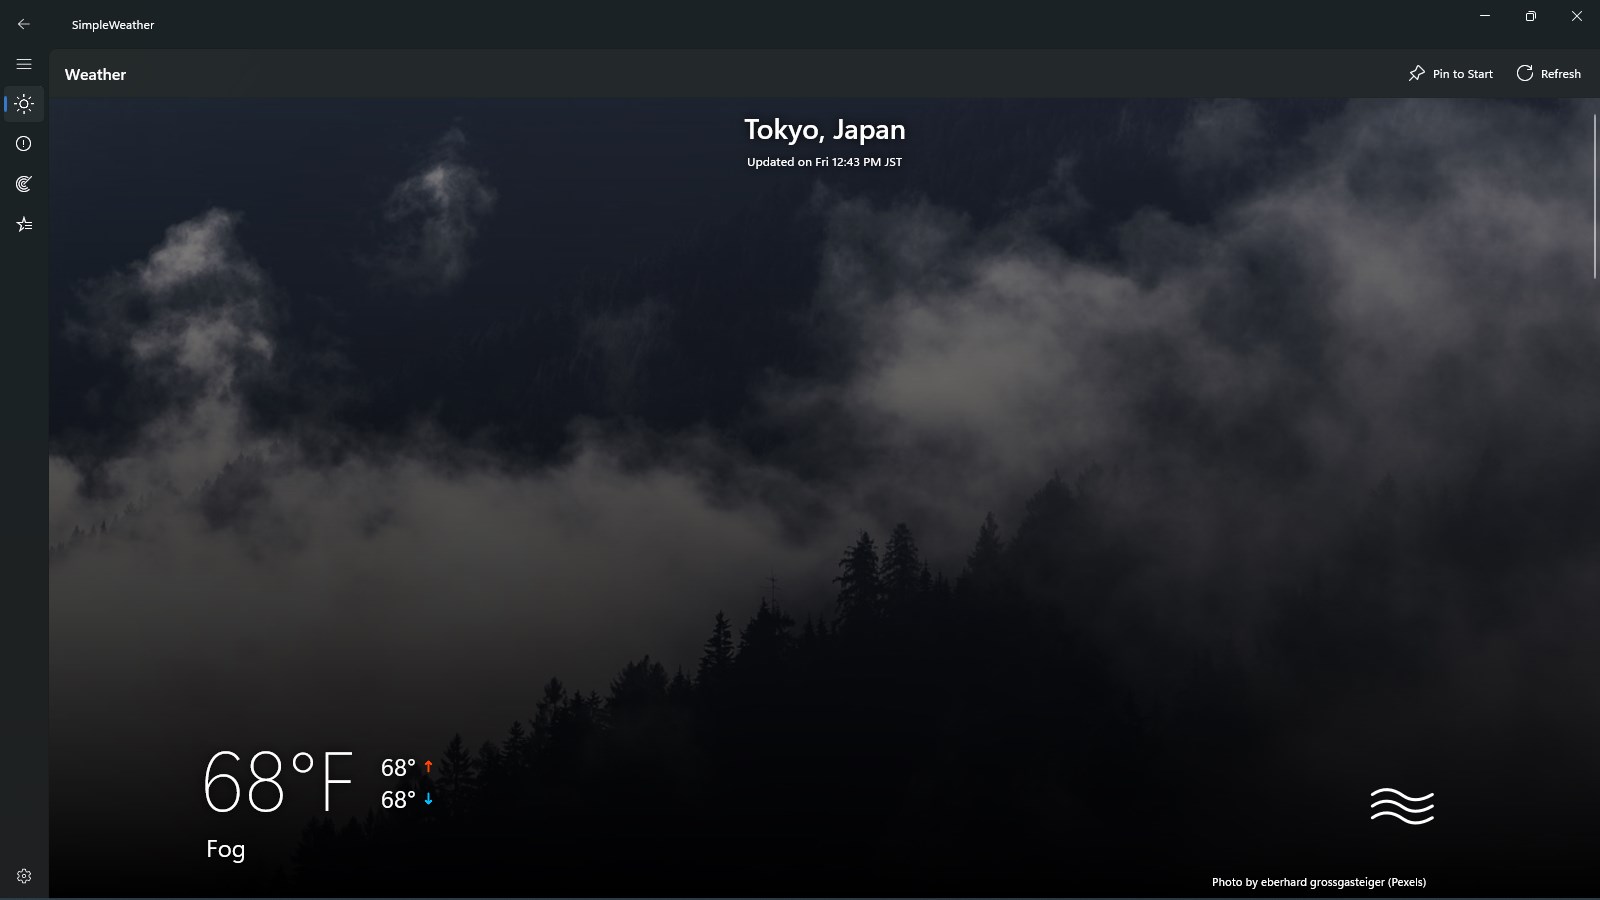 SimpleWeather
Weather
Pin to Start
Refresh
Tokyo, Japan
Updated on Fri 12:43 PM JST
68°F
68°
68°
Fog
Photo by eberhard grossgasteiger (Pexels)